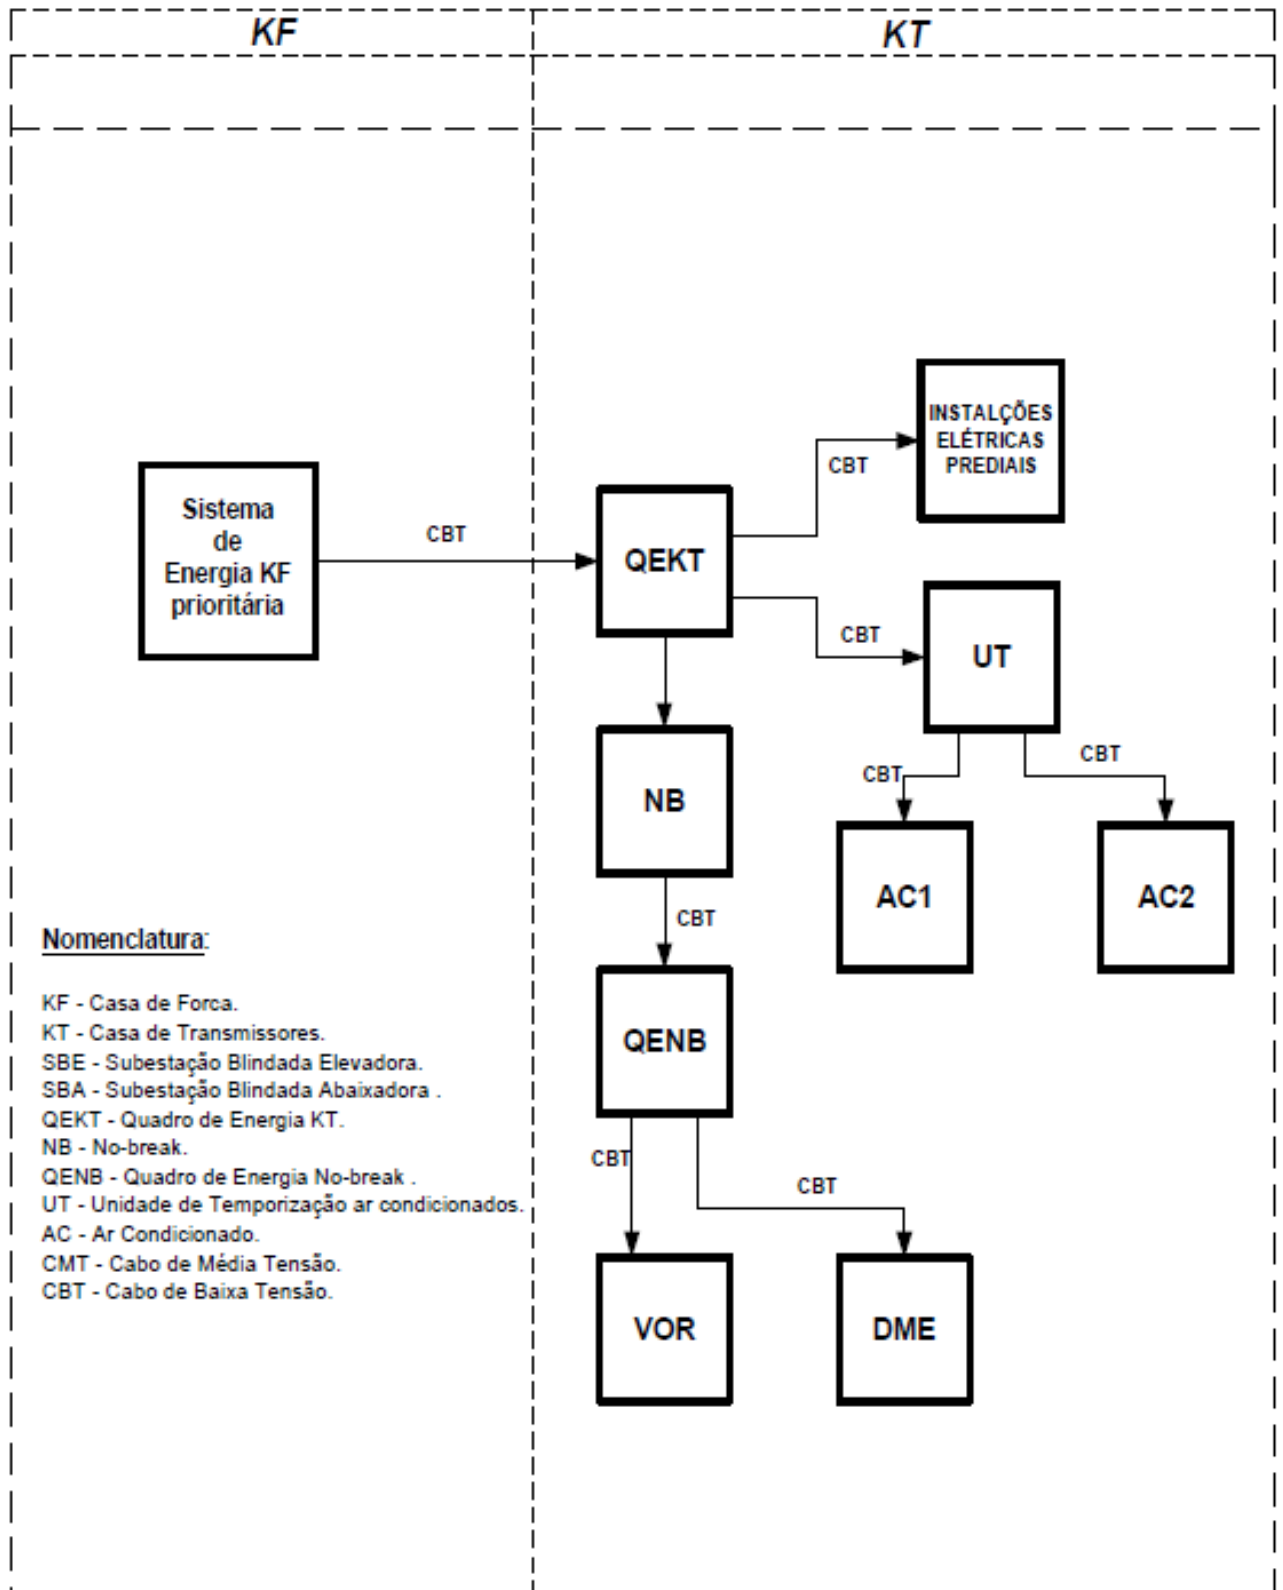 KF
KT
INSTALÇÕES
ELÉTRICAS
PREDIAIS
CBT
Sistema
de
Energia KF
prioritária
CBT
QEKT
CBT
UT
CBT
CBT
NB
AC1
AC2
CBT
QENB
CBT
CBT
VOR
DME
Nomenclatura:
KF - Casa de Forca.
KT - Casa de Transmissores.
SBE - Subestação Blindada Elevadora.
SBA - Subestação Blindada Abaixadora .
QEKT - Quadro de Energia KT.
NB - No-break.
QENB - Quadro de Energia No-break .
UT - Unidade de Temporização ar condicionados.
AC - Ar Condicionado.
CMT - Cabo de Média Tensão.
CBT - Cabo de Baixa Tensão.